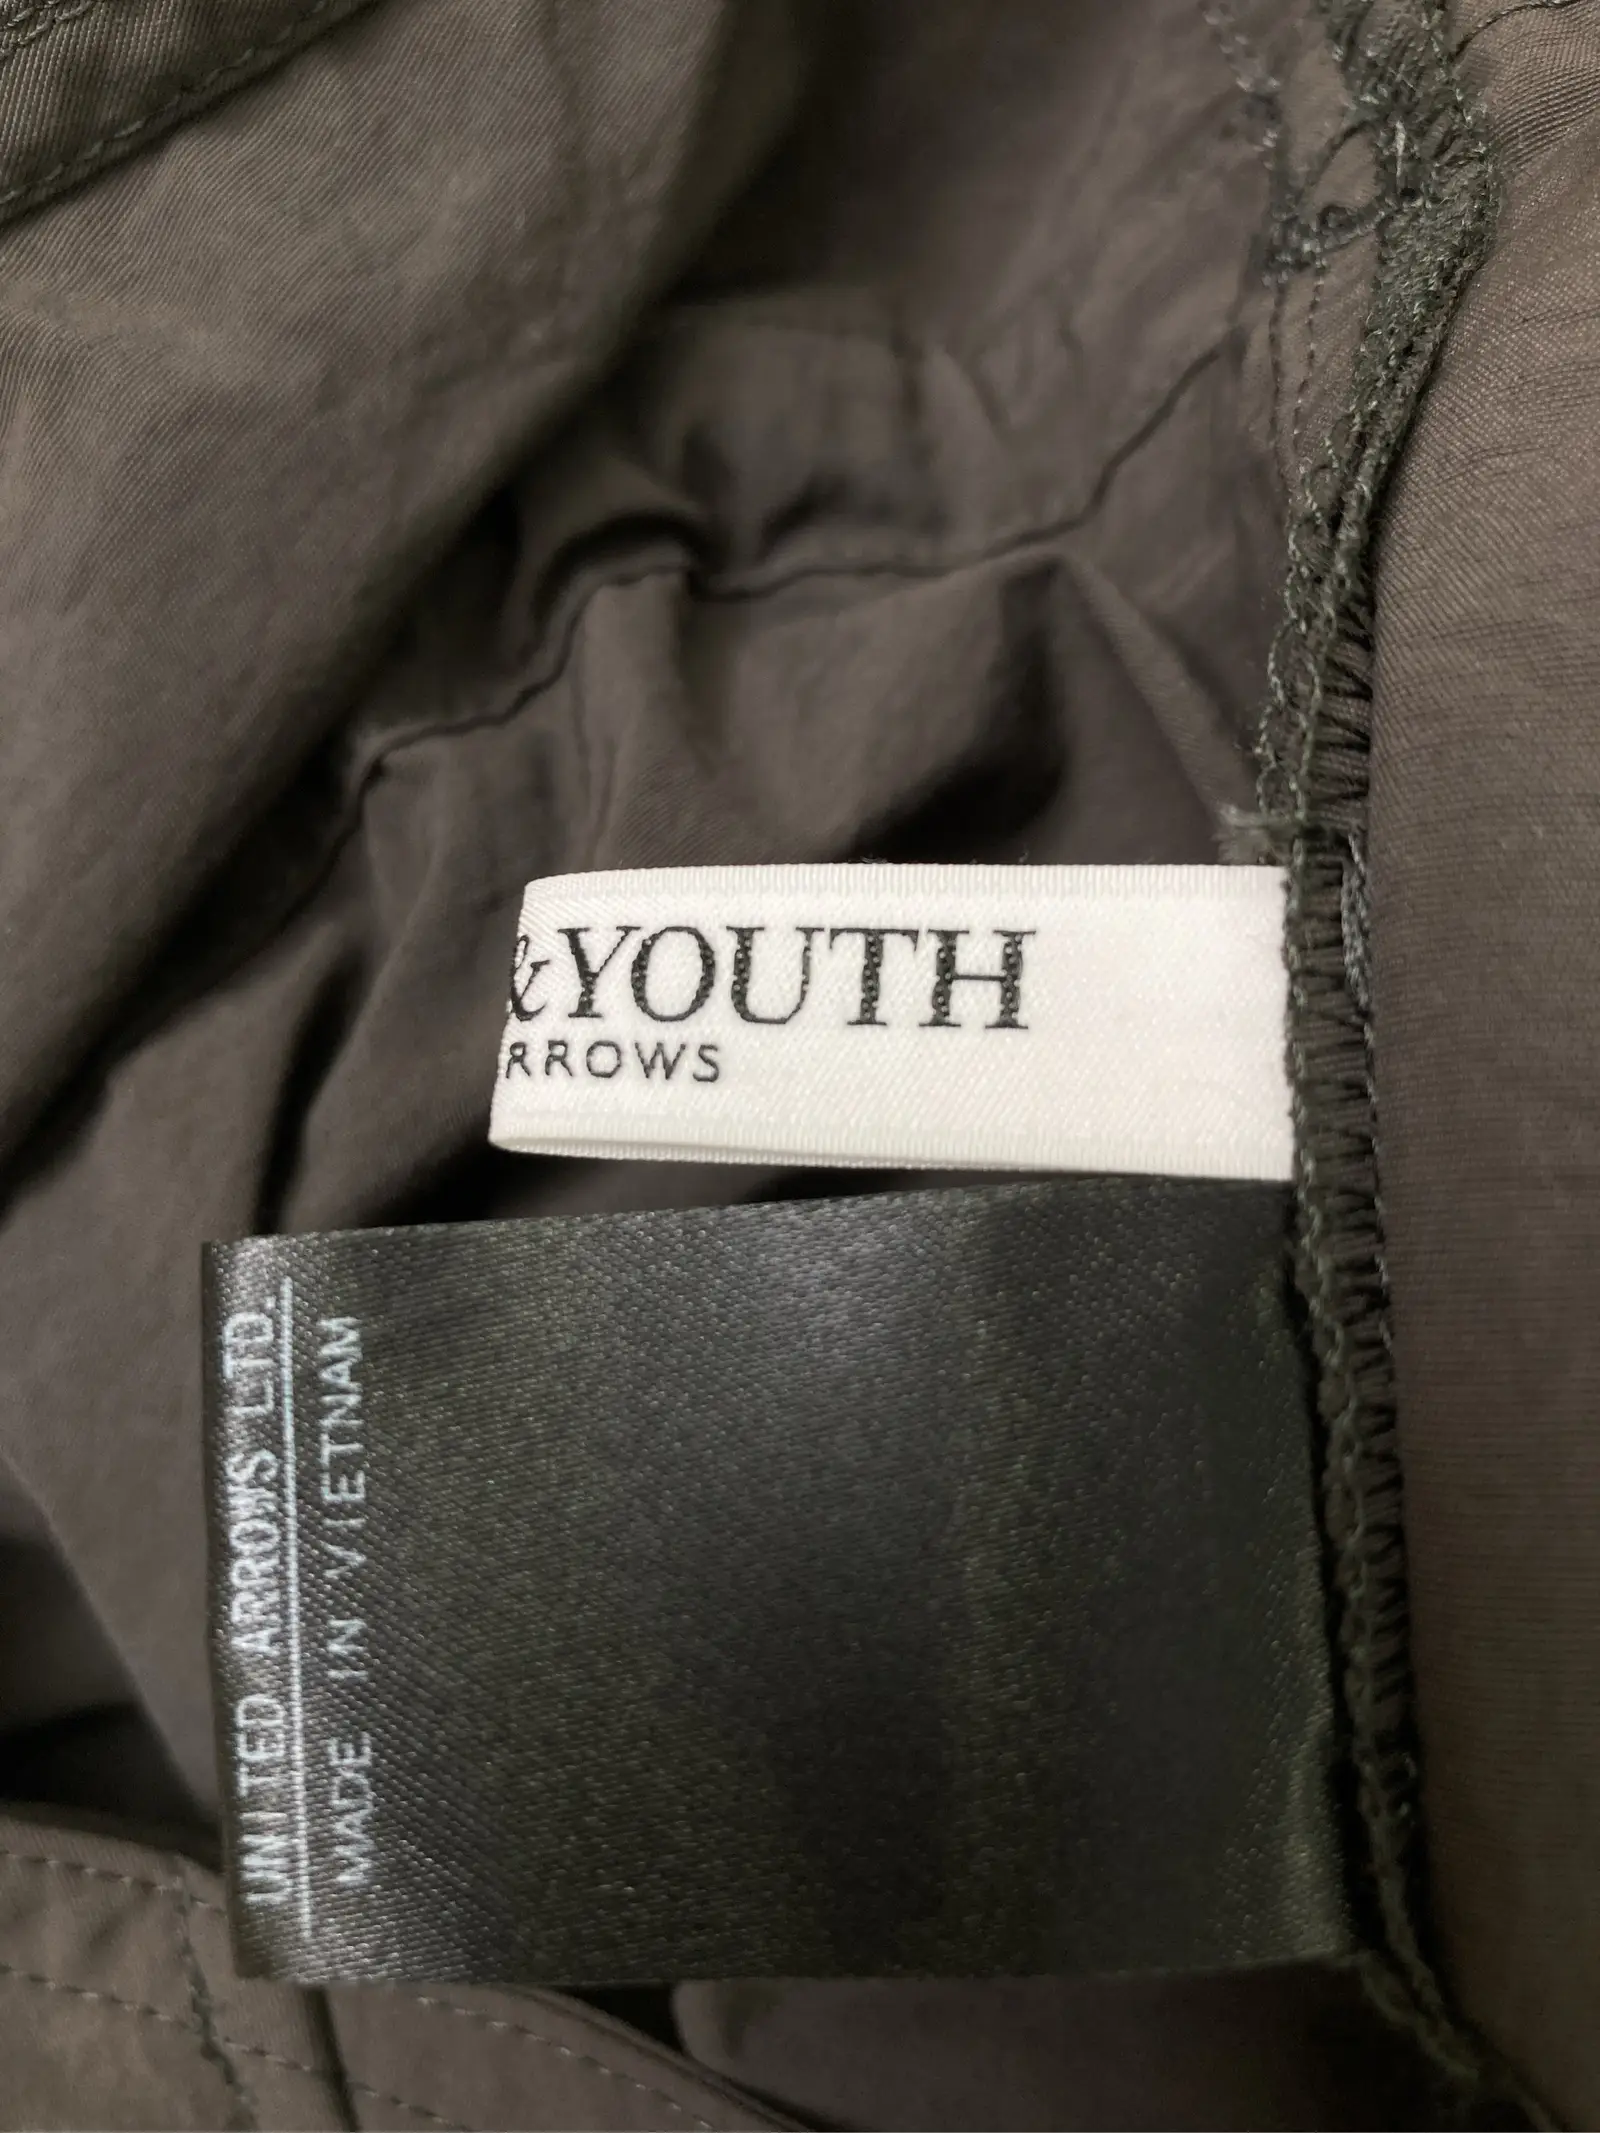 &YOUTH
RROWS
UNITED ARROWS LTD.
MADE IN VIETNAM